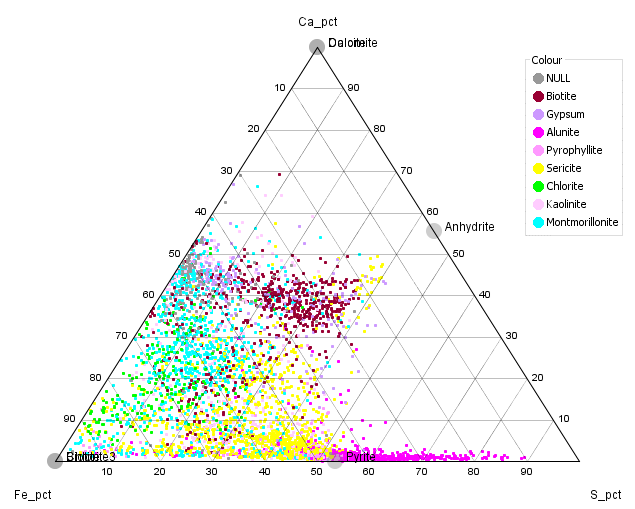 Ca_pct
10 90
20 80
30 70
40 60
Anhydrite
50 50
60 40
70 30
80 20
90 10
Pyrite
10 20 30 40 50 60 70 80 90
Fe_pct S_pct
Colour
NULL
Biotite
Gypsum
Alunite
Pyrophyllite
Sericite
Chlorite
Kaolinite
Montmorillonite